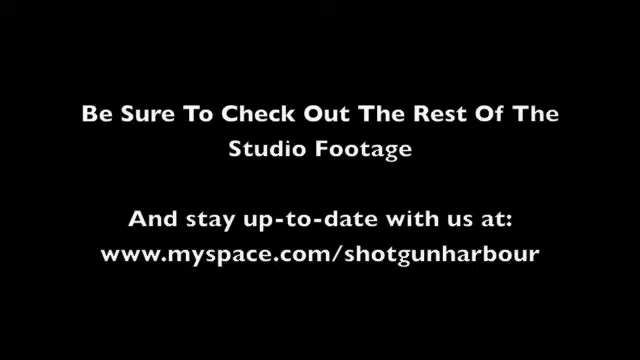 Be Sure To Check Out The Rest Of The
Studio Footage
And stay up-to-date with us at:
www.myspace.com/shotgunharbour